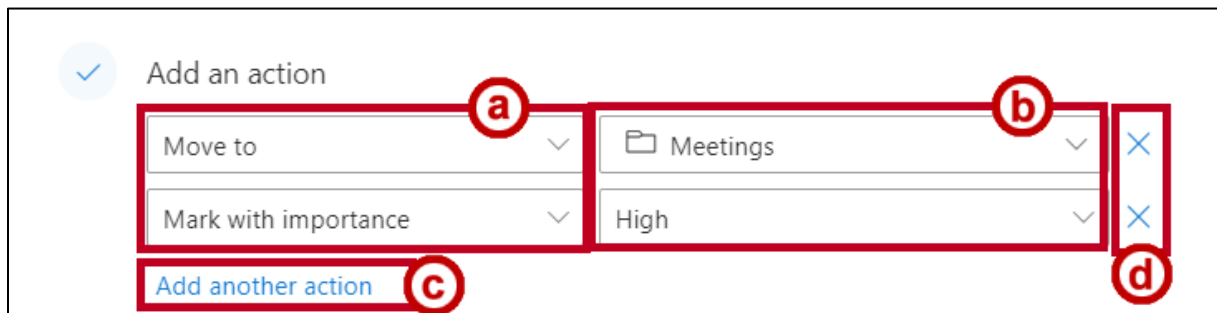 Add an action
a
b
Move to
Meetings
Mark with importance
High
d
Add another action
c